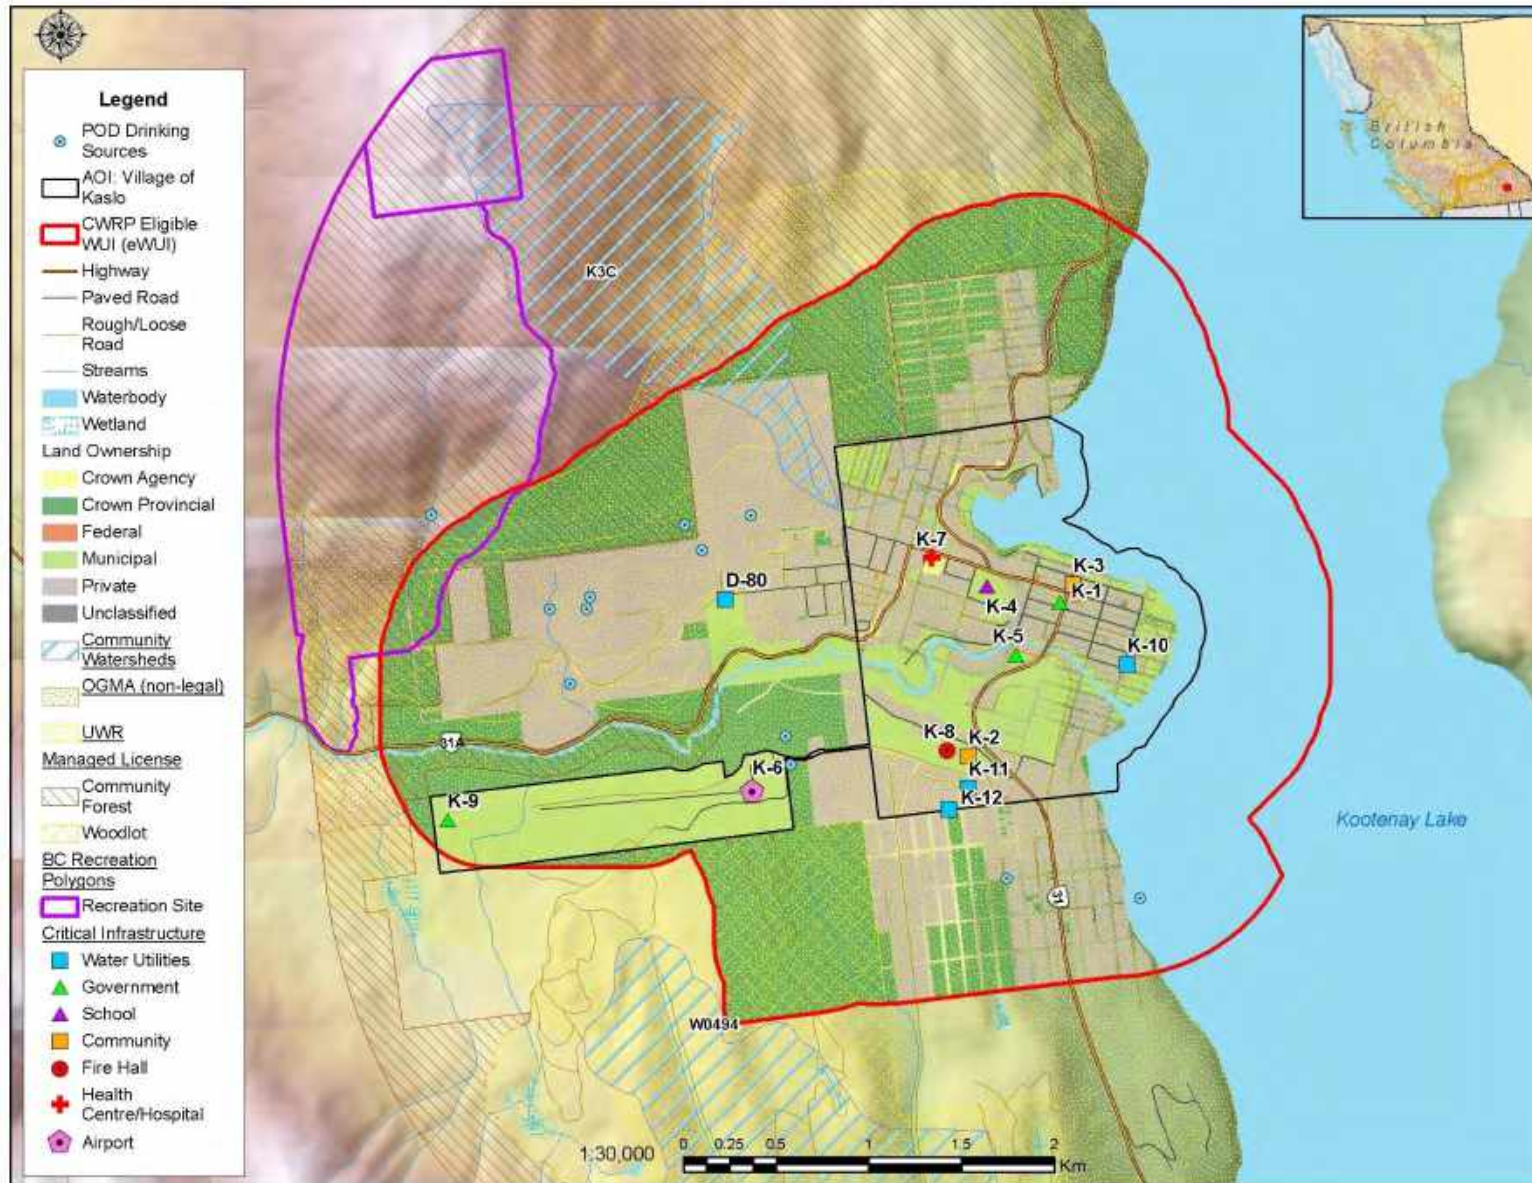 Legend
POD Drinking
Sources
AOI: Village of
Kaslo
CWRP Eligible
WUI (eWUI)
Highway
Paved Road
Rough/Loose
Road
Streams
Waterbody
Wetland
Land Ownership
Crown Agency
Crown Provincial
Federal
Municipal
Private
Unclassified
Community
Watersheds
OGMA (non-legal)
UWR
Managed License
Community
Forest
Woodlot
BC Recreation
Polygons
Recreation Site
Critical Infrastructure
Water Utilities
Government
School
Community
Fire Hall
Health
Centre/Hospital
Airport
British
Columbia
K3C
K-7
K-3
D-80
K-1
K-4
K-5
K-10
31A
K-8
K-2
K-6
K-11
K-9
K-12
Kootenay Lake
31
W0494
1:30,000
0 0.25 0.5 1 1.5 2
Km